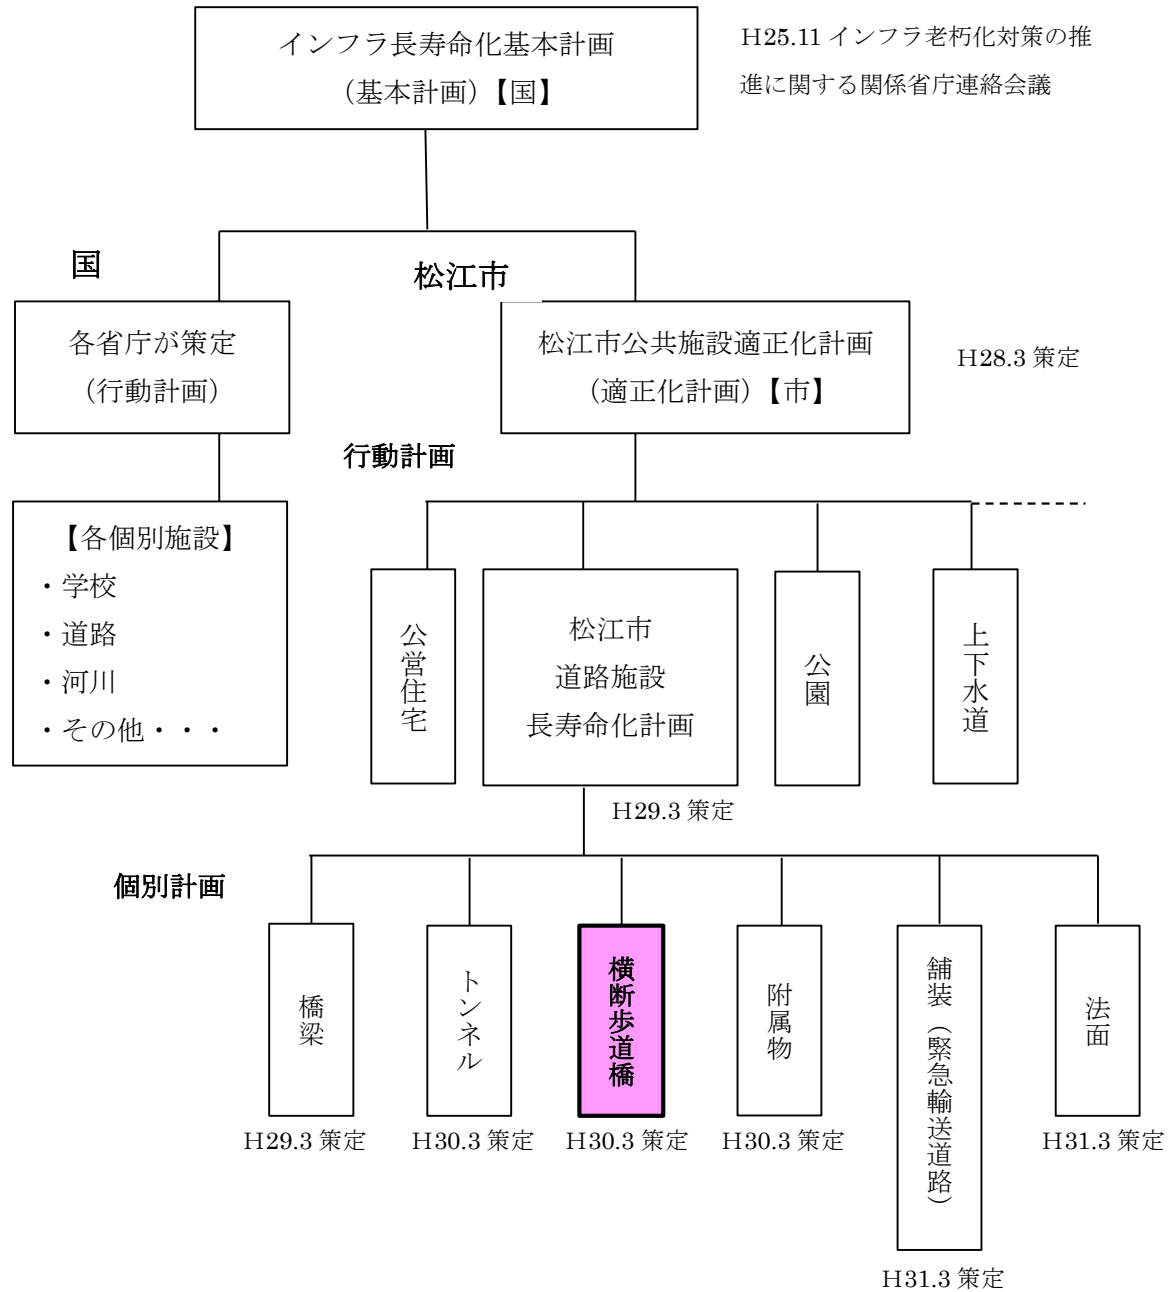 インフラ長寿命化基本計画
（基本計画）【国】
H25.11 インフラ老朽化対策の推
進に関する関係省庁連絡会議
国
松江市
各省庁が策定
（行動計画）
松江市公共施設適正化計画
（適正化計画）【市】
H28.3 策定
行動計画
【各個別施設】
・学校
・道路
・河川
・その他・・・
公営住宅
松江市
道路施設
長寿命化計画
公園
上下水道
H29.3 策定
個別計画
橋梁
トンネル
横断歩道橋
附属物
舗装（緊急輸送道路）
法面
H29.3 策定
H30.3 策定
H30.3 策定
H30.3 策定
H31.3 策定
H31.3 策定